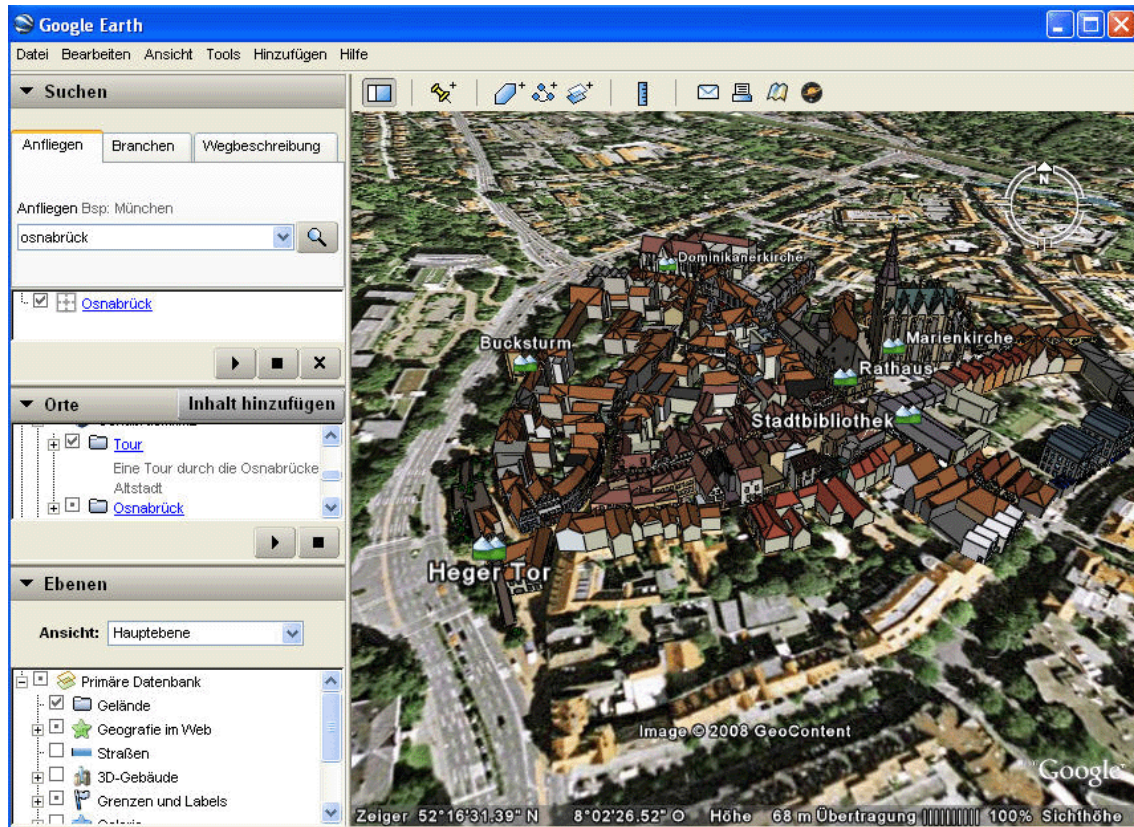 Google Earth
Datei Bearbeiten Ansicht Tools Hinzufügen Hilfe
Suchen
Anfliegen Branchen Wegbeschreibung
Anfliegen Bsp: München
osnabrück
Osnabrück
Orte Inhalt hinzufügen
Tour
Eine Tour durch die Osnabrücke
Altstadt
Osnabrück
Ebenen
Ansicht: Hauptebene
Primäre Datenbank
Gelände
Geografie im Web
Straßen
3D-Gebäude
Grenzen und Labels
N
Dominikanerkirche
Bucksturm
Marienkirche
Rathaus
Stadtbibliothek
Heger Tor
Image © 2008 GeoContent
Google
Zeiger 52°16'31.39" N 8°02'26.52" O Höhe 68 m Übertragung 100% Sichthöhe